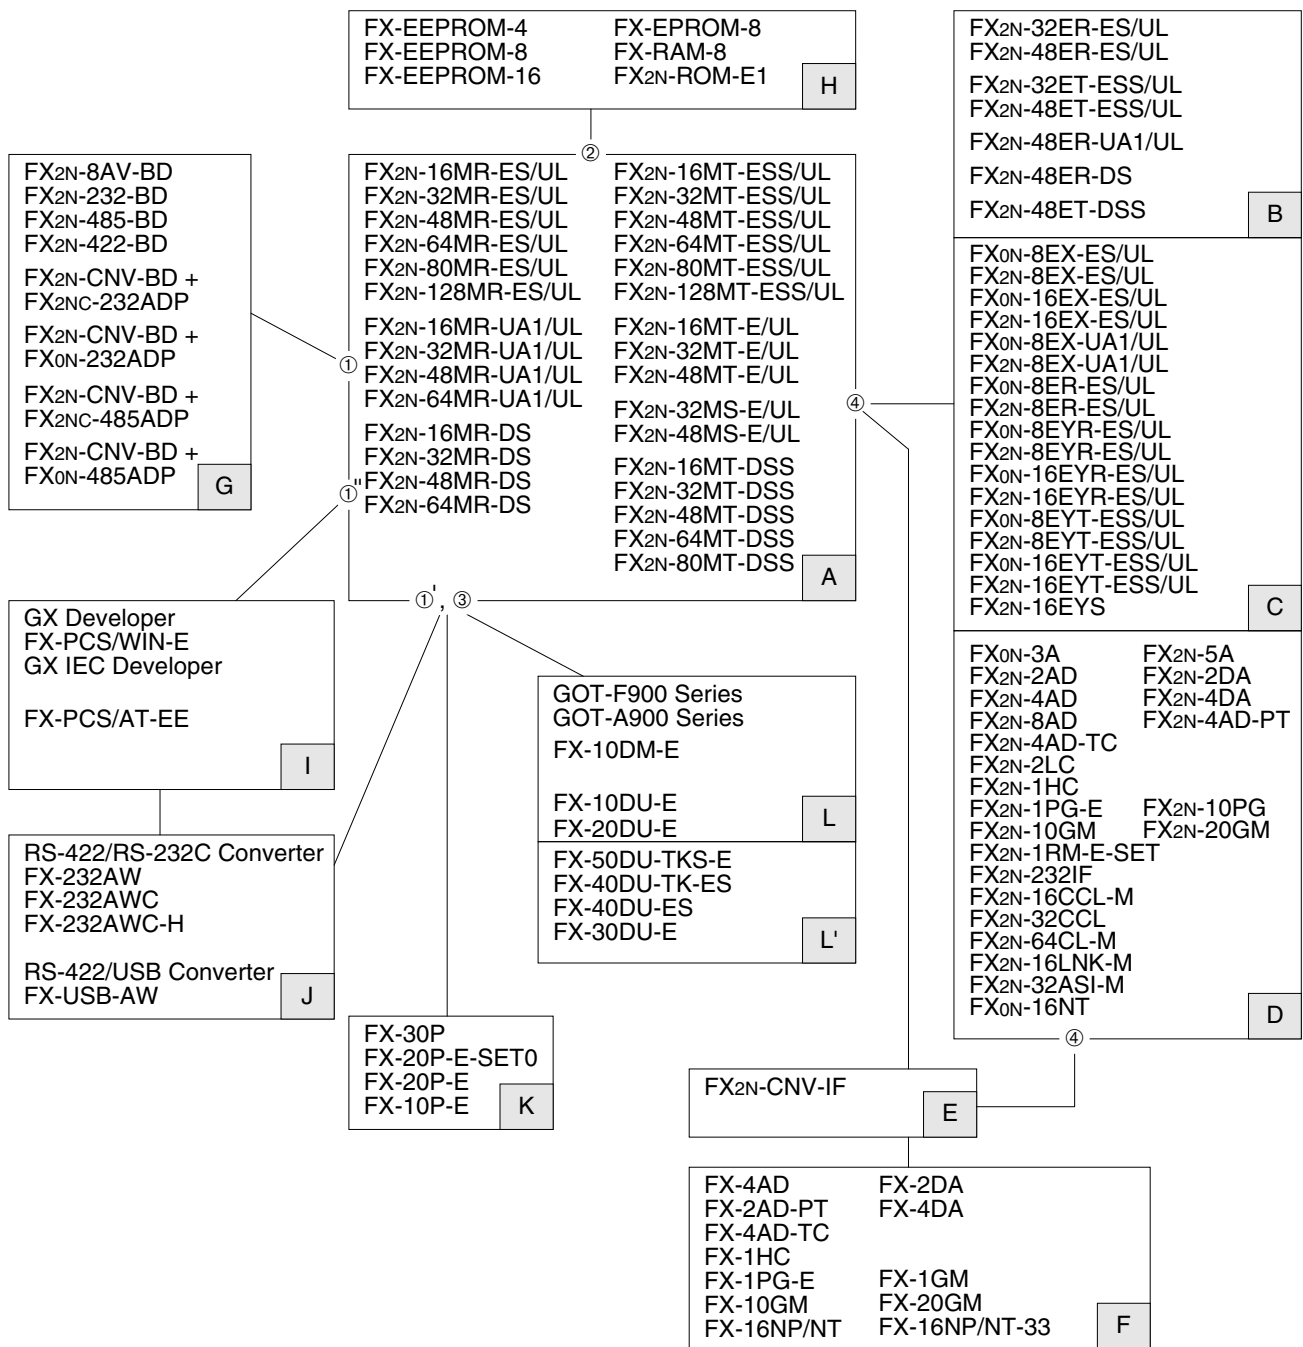 FX-EEPROM-4 FX-EPROM-8
FX-EEPROM-8 FX-RAM-8
FX-EEPROM-16 FX2N-ROM-E1
H
②
FX2N-8AV-BD
FX2N-232-BD
FX2N-485-BD
FX2N-422-BD
FX2N-CNV-BD +
FX2NC-232ADP
FX2N-CNV-BD +
FX0N-232ADP
FX2N-CNV-BD +
FX2NC-485ADP
FX2N-CNV-BD +
FX0N-485ADP
G
①
①"
FX2N-16MR-ES/UL FX2N-16MT-ESS/UL
FX2N-32MR-ES/UL FX2N-32MT-ESS/UL
FX2N-48MR-ES/UL FX2N-48MT-ESS/UL
FX2N-64MR-ES/UL FX2N-64MT-ESS/UL
FX2N-80MR-ES/UL FX2N-80MT-ESS/UL
FX2N-128MR-ES/UL FX2N-128MT-ESS/UL
FX2N-16MR-UA1/UL FX2N-16MT-E/UL
FX2N-32MR-UA1/UL FX2N-32MT-E/UL
FX2N-48MR-UA1/UL FX2N-48MT-E/UL
FX2N-64MR-UA1/UL
FX2N-32MS-E/UL
FX2N-16MR-DS FX2N-48MS-E/UL
FX2N-32MR-DS FX2N-16MT-DSS
FX2N-48MR-DS FX2N-32MT-DSS
FX2N-64MR-DS FX2N-48MT-DSS
FX2N-64MT-DSS
FX2N-80MT-DSS
A
④
①', ③
FX2N-32ER-ES/UL
FX2N-48ER-ES/UL
FX2N-32ET-ESS/UL
FX2N-48ET-ESS/UL
FX2N-48ER-UA1/UL
FX2N-48ER-DS
FX2N-48ET-DSS
B
FX0N-8EX-ES/UL
FX2N-8EX-ES/UL
FX0N-16EX-ES/UL
FX2N-16EX-ES/UL
FX0N-8EX-UA1/UL
FX2N-8EX-UA1/UL
FX0N-8ER-ES/UL
FX2N-8ER-ES/UL
FX0N-8EYR-ES/UL
FX2N-8EYR-ES/UL
FX0N-16EYR-ES/UL
FX2N-16EYR-ES/UL
FX0N-8EYT-ESS/UL
FX2N-8EYT-ESS/UL
FX0N-16EYT-ESS/UL
FX2N-16EYT-ESS/UL
FX2N-16EYS
C
FX0N-3A FX2N-5A
FX2N-2AD FX2N-2DA
FX2N-4AD FX2N-4DA
FX2N-8AD FX2N-4AD-PT
FX2N-4AD-TC
FX2N-2LC
FX2N-1HC
FX2N-1PG-E FX2N-10PG
FX2N-10GM FX2N-20GM
FX2N-1RM-E-SET
FX2N-232IF
FX2N-16CCL-M
FX2N-32CCL
FX2N-64CL-M
FX2N-16LNK-M
FX2N-32ASI-M
FX0N-16NT
D
④
GX Developer
FX-PCS/WIN-E
GX IEC Developer
FX-PCS/AT-EE
I
RS-422/RS-232C Converter
FX-232AW
FX-232AWC
FX-232AWC-H
RS-422/USB Converter
FX-USB-AW
J
GOT-F900 Series
GOT-A900 Series
FX-10DM-E
FX-10DU-E
FX-20DU-E
L
FX-50DU-TKS-E
FX-40DU-TK-ES
FX-40DU-ES
FX-30DU-E
L'
FX-30P
FX-20P-E-SET0
FX-20P-E
FX-10P-E
K
FX2N-CNV-IF
E
FX-4AD FX-2DA
FX-2AD-PT FX-4DA
FX-4AD-TC
FX-1HC
FX-1PG-E FX-1GM
FX-10GM FX-20GM
FX-16NP/NT FX-16NP/NT-33
F